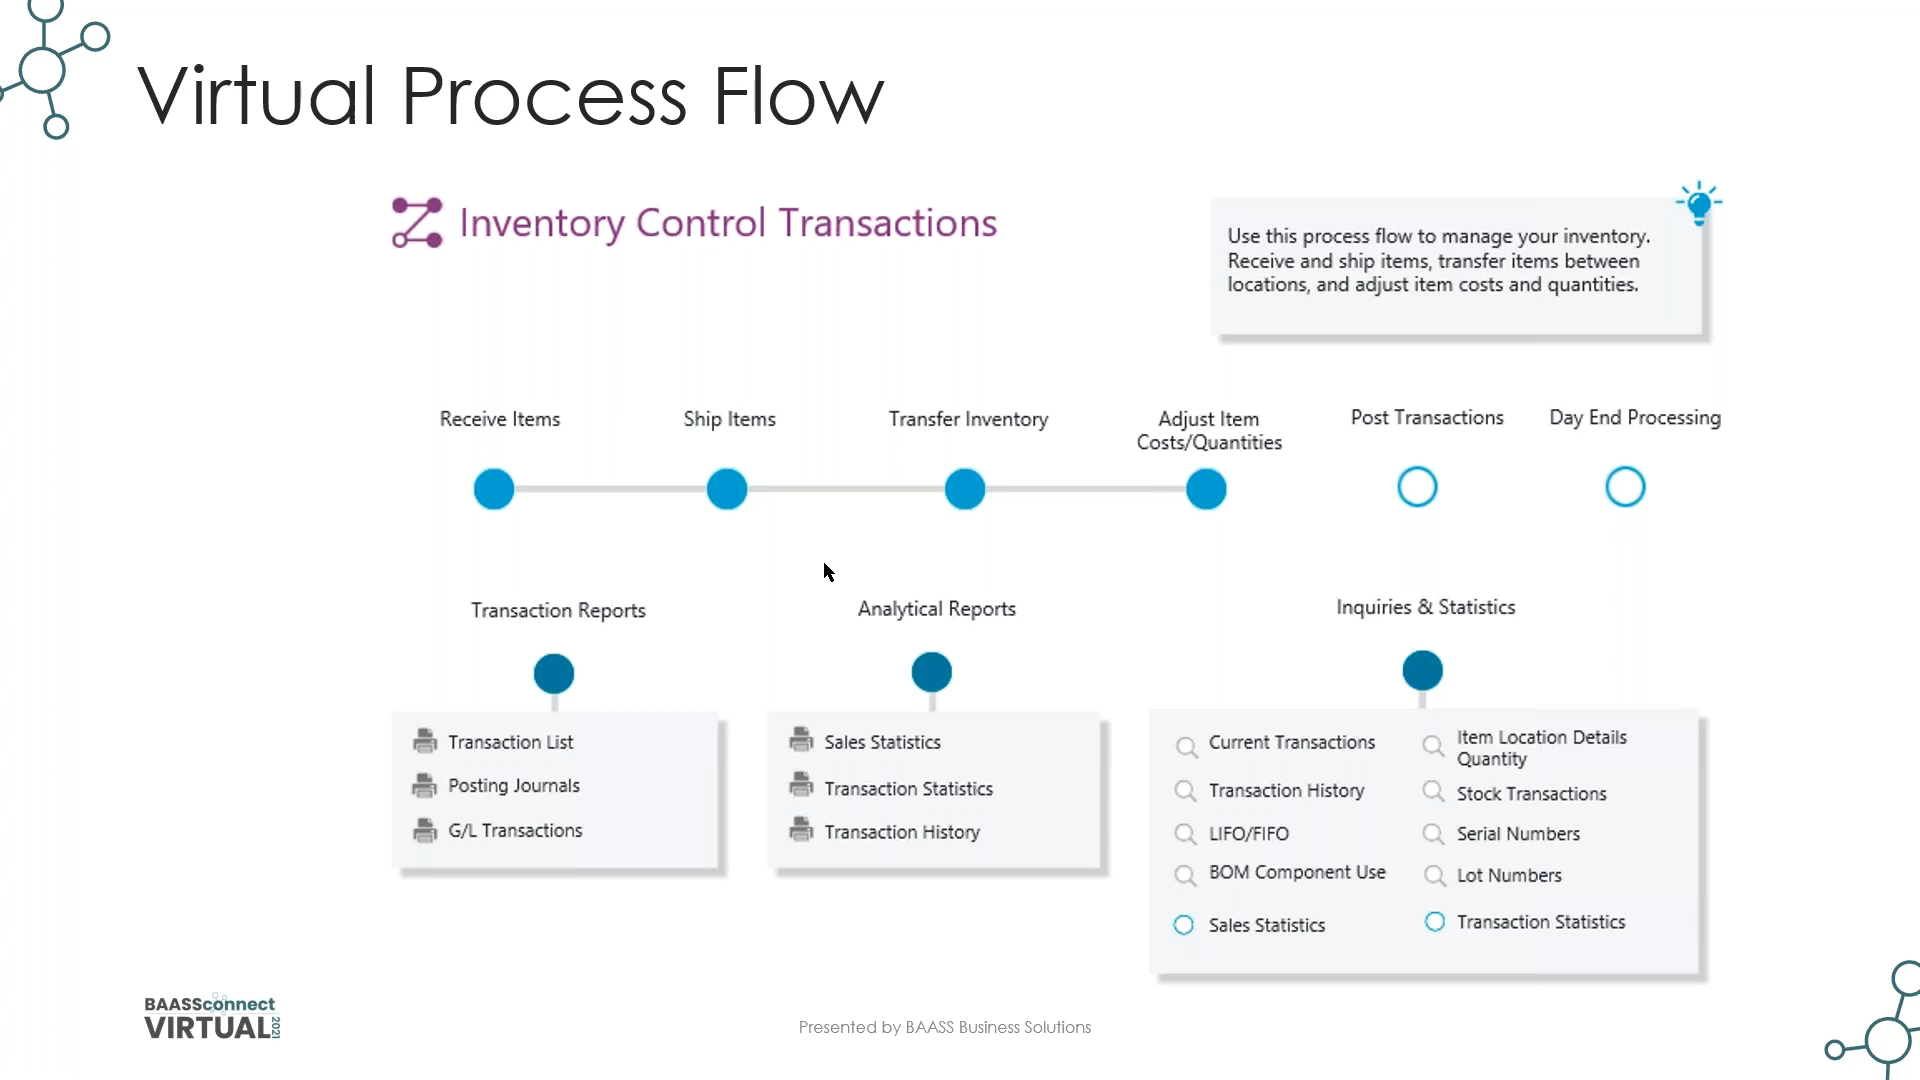 Virtual Process Flow
Inventory Control Transactions
Use this process flow to manage your inventory.
Receive and ship items, transfer items between
locations, and adjust item costs and quantities.
Receive Items
Ship Items
Transfer Inventory
Adjust Item
Costs/Quantities
Post Transactions
Day End Processing
Transaction Reports
Transaction List
Posting Journals
G/L Transactions
Analytical Reports
Sales Statistics
Transaction Statistics
Transaction History
Inquiries & Statistics
Current Transactions
Transaction History
LIFO/FIFO
BOM Component Use
Sales Statistics
Item Location Details
Quantity
Stock Transactions
Serial Numbers
Lot Numbers
Transaction Statistics
BAASSconnect
VIRTUAL 2021
Presented by BAASS Business Solutions